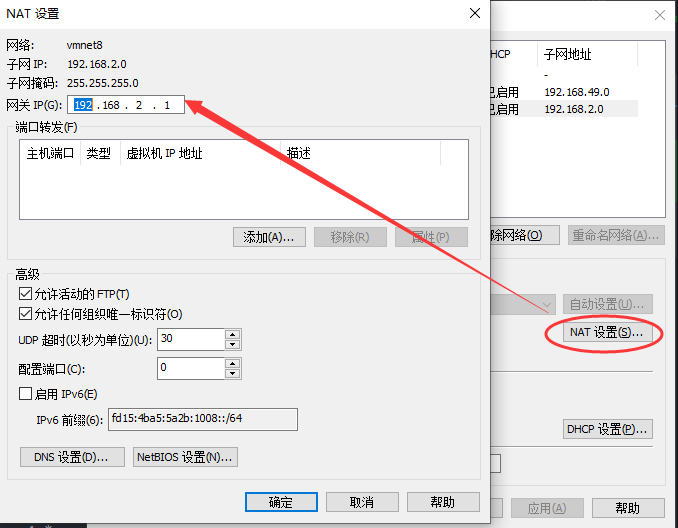 NAT 设置
网络: vmnet8
子网 IP: 192.168.2.0
子网掩码: 255.255.255.0
网关 IP(G): 192 . 168 . 2 . 1
端口转发(F)
主机端口 类型 虚拟机 IP 地址 描述
添加(A)... 移除(R) 属性(P)
高级
允许活动的 FTP(T)
允许任何组织唯一标识符(O)
UDP 超时(以秒为单位)(U): 30
配置端口(C): 0
启用 IPv6(E)
IPv6 前缀(6): fd15:4ba5:5a2b:1008::/64
DNS 设置(D)... NetBIOS 设置(N)...
确定 取消 帮助
HCP 子网地址
-
已启用 192.168.49.0
已启用 192.168.2.0
除网络(O) 重命名网络(A)...
自动设置(U)...
NAT 设置(S)...
DHCP 设置(P)...
应用(A) 帮助